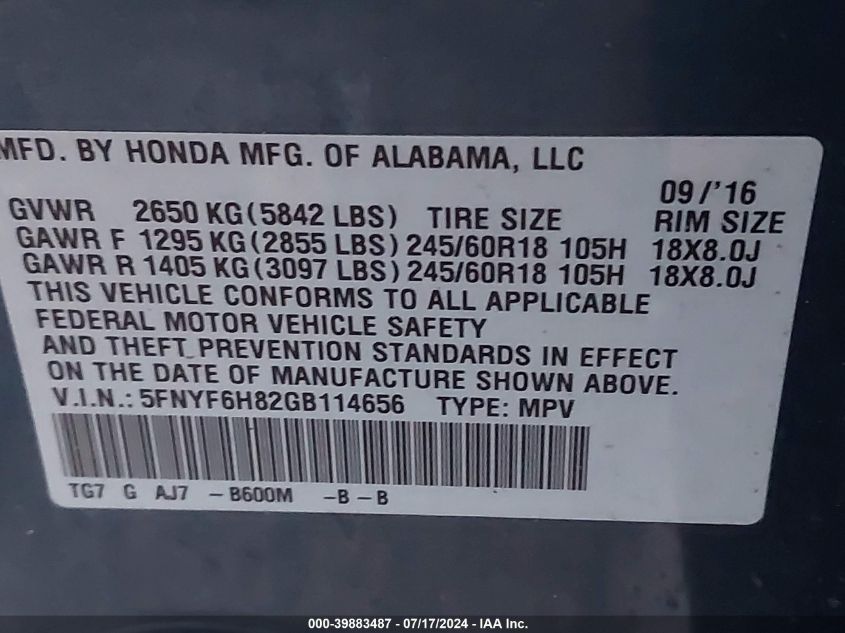 MFD. BY HONDA MFG. OF ALABAMA, LLC
09/'16
GVWR 2650 KG(5842 LBS) TIRE SIZE RIM SIZE
GAWR F 1295 KG(2855 LBS) 245/60R18 105H 18X8.0J
GAWR R 1405 KG(3097 LBS) 245/60R18 105H 18X8.0J
THIS VEHICLE CONFORMS TO ALL APPLICABLE
FEDERAL MOTOR VEHICLE SAFETY
AND THEFT PREVENTION STANDARDS IN EFFECT
ON THE DATE OF MANUFACTURE SHOWN ABOVE.
V.I.N.: 5FNYF6H82GB114656 TYPE: MPV
TG7 G AJ7 -B600M -B-B
000-39883487 - 07/17/2024 - IAA Inc.